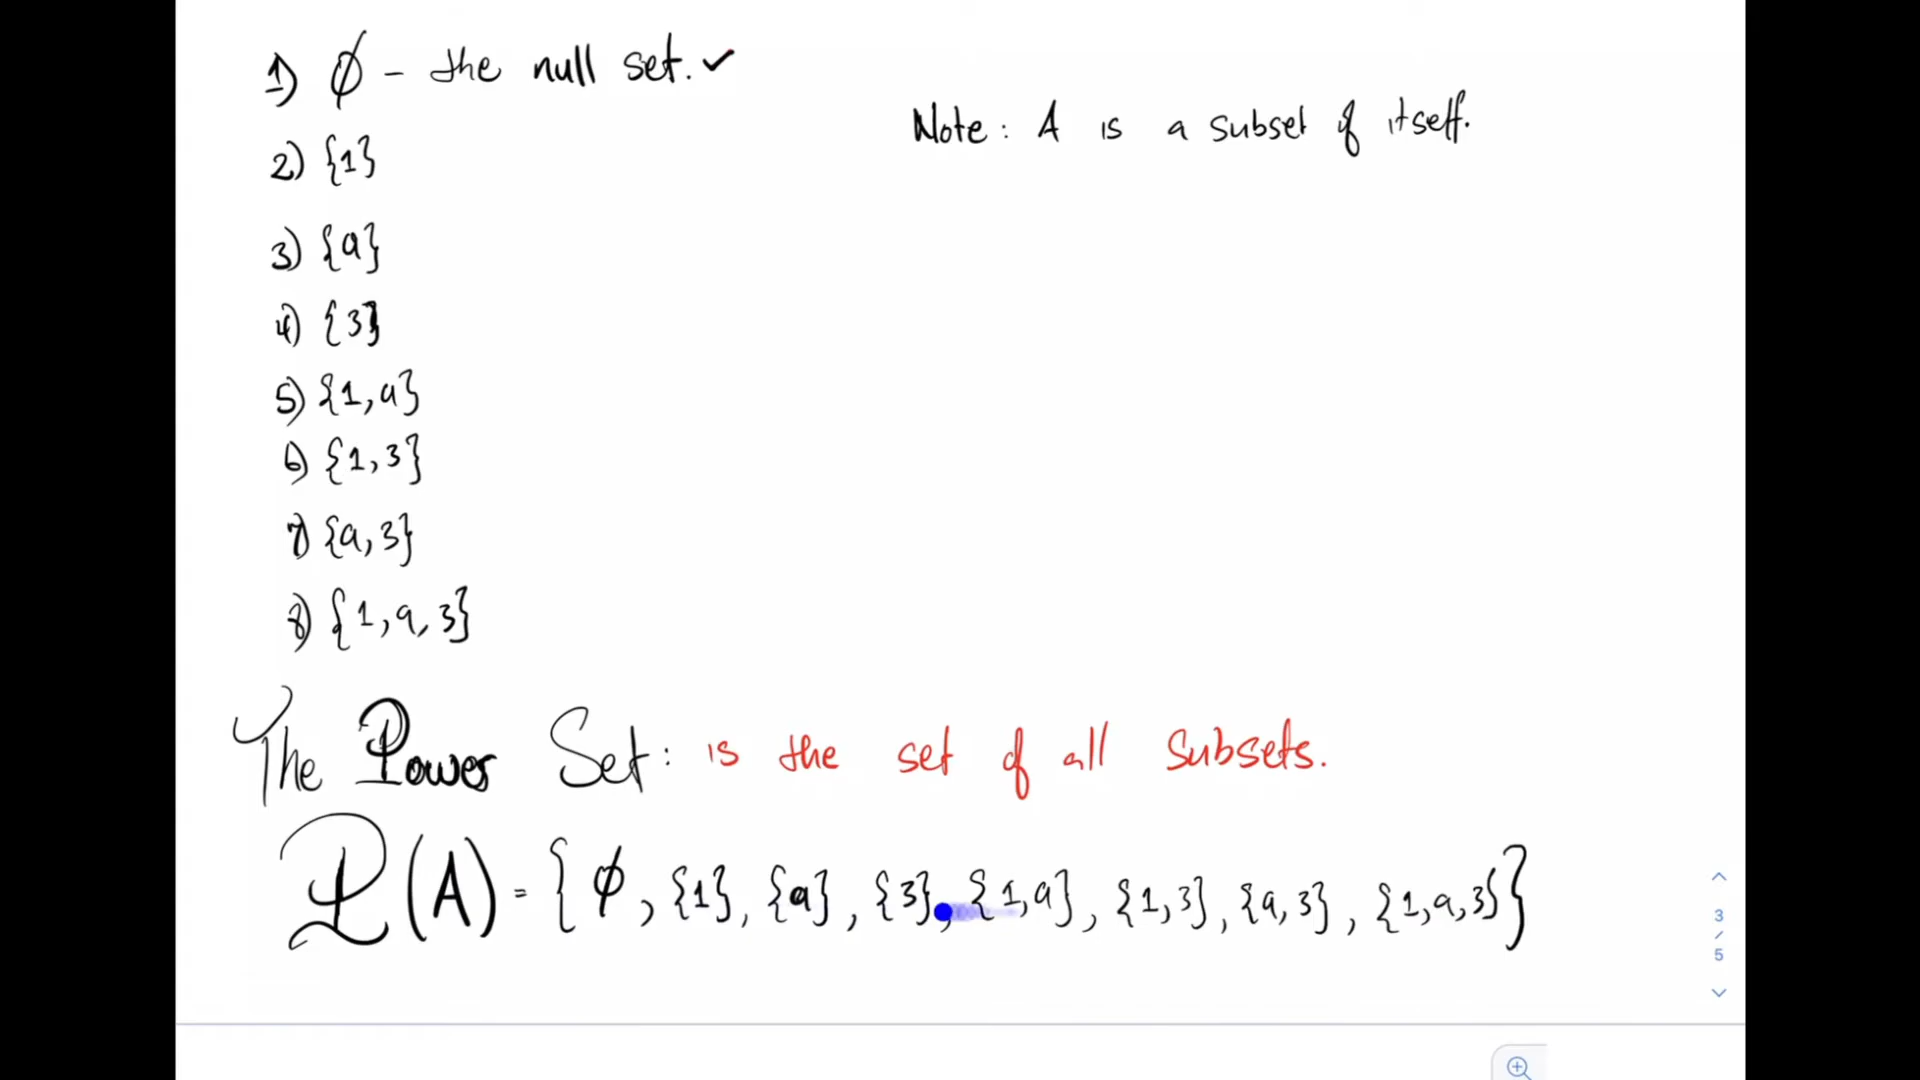 1) ∅ - the null set. ✓
Note: A is a subset of itself.
2) {1}
3) {a}
4) {3}
5) {1,a}
6) {1,3}
7) {a,3}
8) {1,a,3}
The Power Set: is the set of all Subsets.
P(A) = {∅, {1}, {a}, {3}, {1,a}, {1,3}, {a,3}, {1,a,3}}
3
/
5